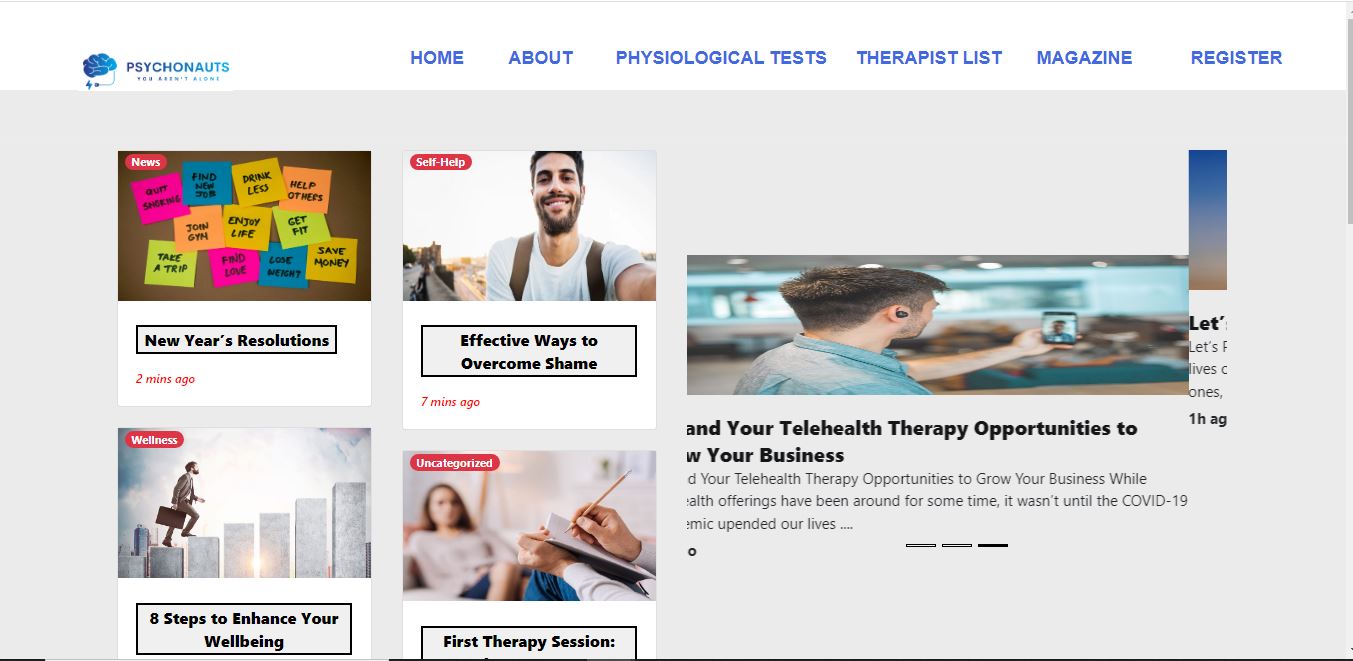 PSYCHONAUTS
YOU AREN'T ALONE
HOME
ABOUT
PHYSIOLOGICAL TESTS
THERAPIST LIST
MAGAZINE
REGISTER
News
QUIT SMOKING
FIND NEW JOB
DRINK LESS
HELP OTHERS
JOIN GYM
ENJOY LIFE
GET FIT
TAKE A TRIP
FIND LOVE
LOSE WEIGHT
SAVE MONEY
New Year’s Resolutions
2 mins ago
Wellness
8 Steps to Enhance Your
Wellbeing
Self-Help
Effective Ways to
Overcome Shame
7 mins ago
Uncategorized
First Therapy Session:
and Your Telehealth Therapy Opportunities to
w Your Business
d Your Telehealth Therapy Opportunities to Grow Your Business While
ealth offerings have been around for some time, it wasn’t until the COVID-19
emic upended our lives ....
o
Let’
Let’s
lives
ones,
1h ag